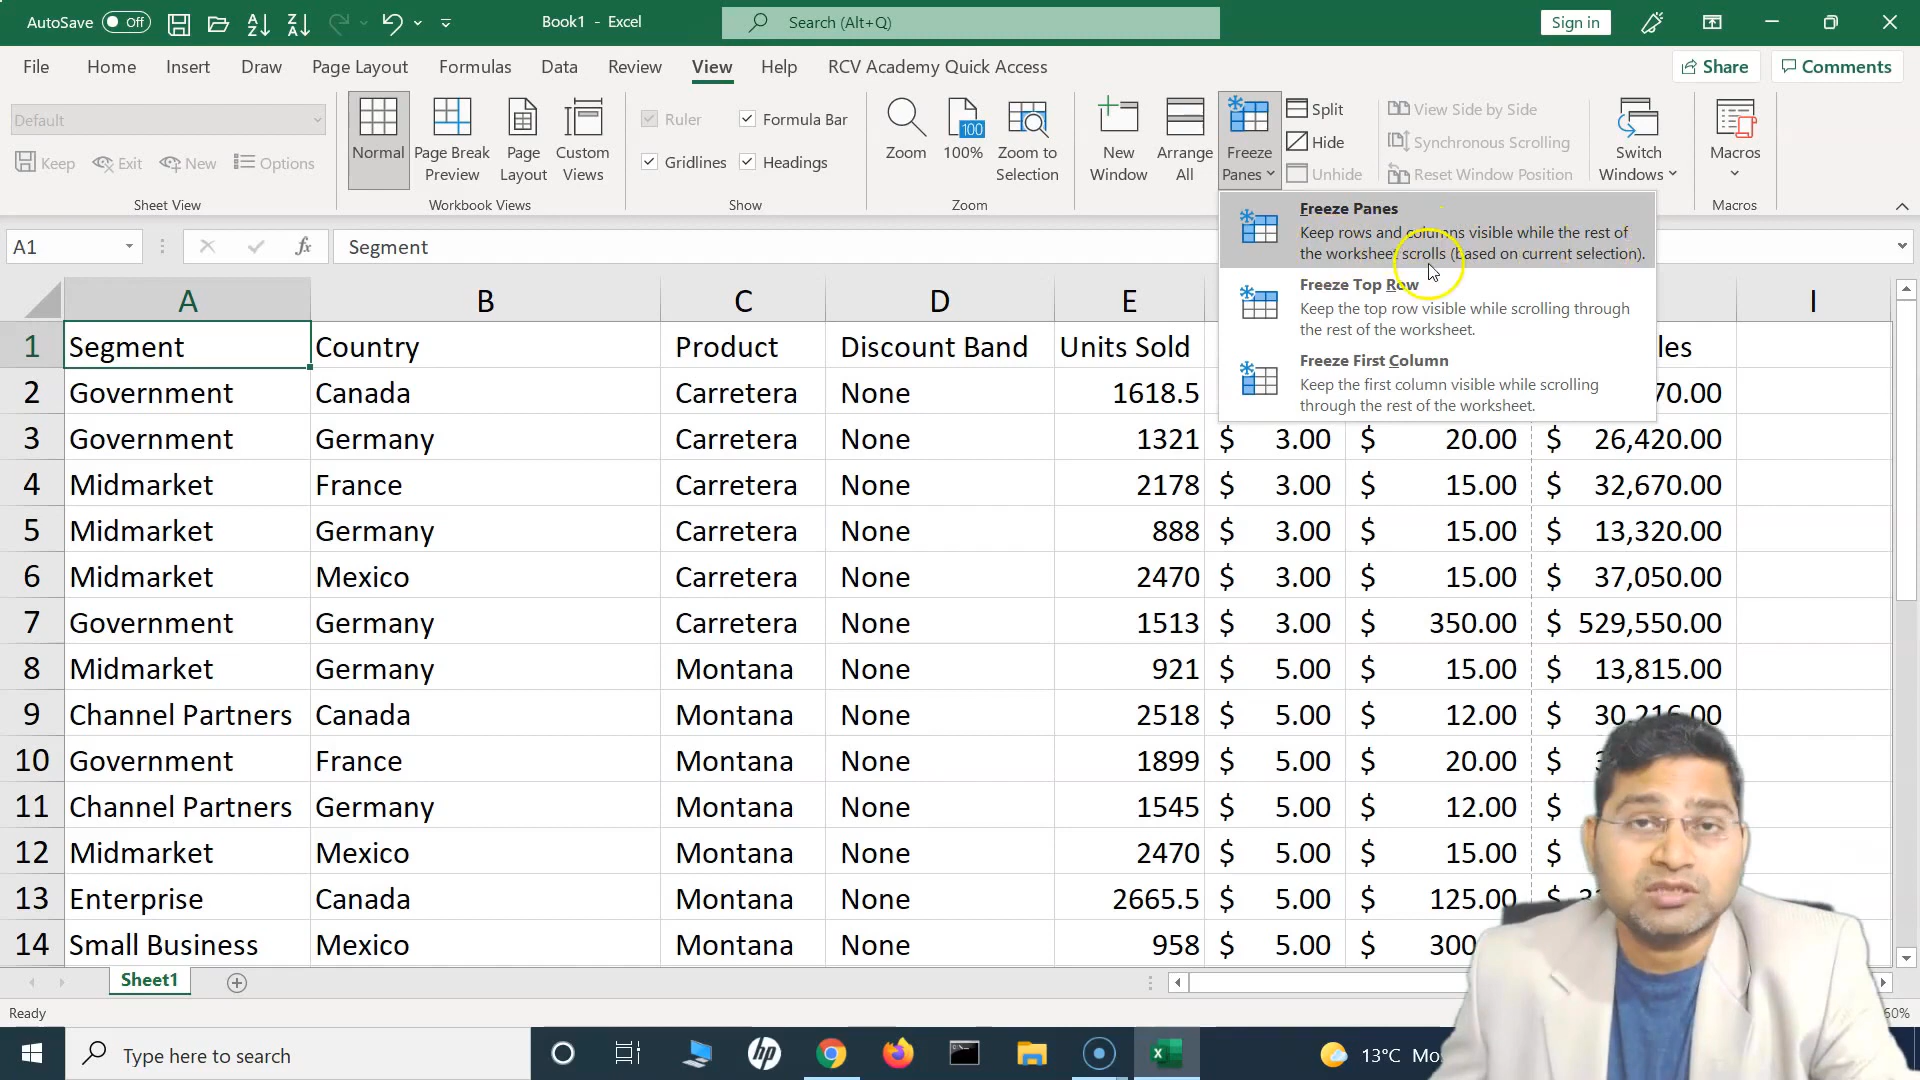 AutoSave Off Book1 - Excel Search (Alt+Q) Sign in
File Home Insert Draw Page Layout Formulas Data Review View Help RCV Academy Quick Access Share Comments
Default
Keep Exit New Options
Sheet View
Normal
Page Break Preview
Page Layout
Custom Views
Workbook Views
Ruler Formula Bar
Gridlines Headings
Show
Zoom
100
100%
Zoom to Selection
Zoom
New Window
Arrange All
Freeze Panes
Split
Hide
Unhide
View Side by Side
Synchronous Scrolling
Reset Window Position
Switch Windows
Macros
Macros
Freeze Panes
Keep rows and columns visible while the rest of
the worksheet scrolls (based on current selection).
Freeze Top Row
Keep the top row visible while scrolling through
the rest of the worksheet.
Freeze First Column
Keep the first column visible while scrolling
through the rest of the worksheet.
A1 fx Segment
A B C D E I
1 Segment Country Product Discount Band Units Sold les
2 Government Canada Carretera None 1618.5 70.00
3 Government Germany Carretera None 1321 $ 3.00 $ 20.00 $ 26,420.00
4 Midmarket France Carretera None 2178 $ 3.00 $ 15.00 $ 32,670.00
5 Midmarket Germany Carretera None 888 $ 3.00 $ 15.00 $ 13,320.00
6 Midmarket Mexico Carretera None 2470 $ 3.00 $ 15.00 $ 37,050.00
7 Government Germany Carretera None 1513 $ 3.00 $ 350.00 $ 529,550.00
8 Midmarket Germany Montana None 921 $ 5.00 $ 15.00 $ 13,815.00
9 Channel Partners Canada Montana None 2518 $ 5.00 $ 12.00 $ 30,216.00
10 Government France Montana None 1899 $ 5.00 $ 20.00 $
11 Channel Partners Germany Montana None 1545 $ 5.00 $ 12.00 $
12 Midmarket Mexico Montana None 2470 $ 5.00 $ 15.00 $
13 Enterprise Canada Montana None 2665.5 $ 5.00 $ 125.00 $
14 Small Business Mexico Montana None 958 $ 5.00 $ 300
Sheet1
Ready 60%
Type here to search hp 13°C Mo